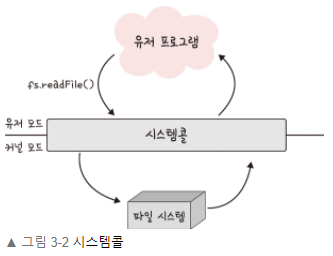 유저 프로그램
fs.readFile()
유저 모드
시스템콜
커널 모드
파일 시스템
▲ 그림 3-2 시스템콜